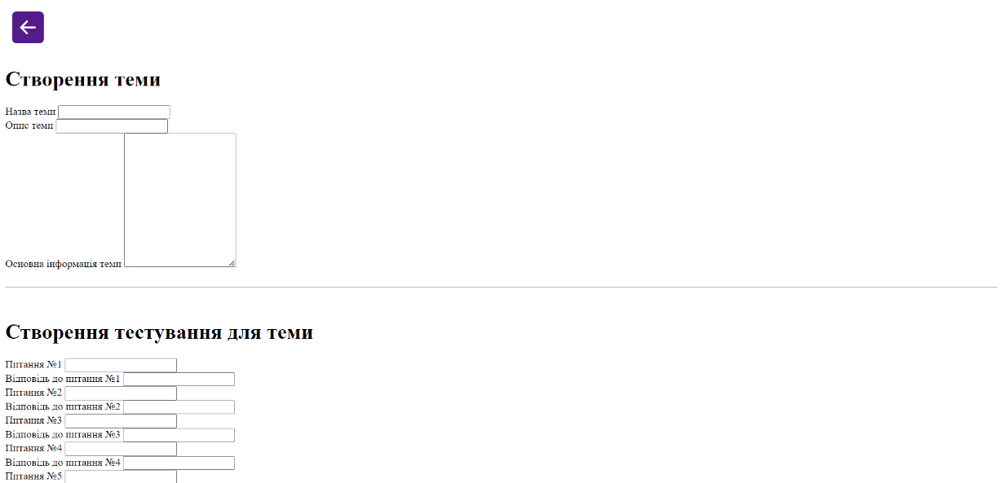 Створення теми
Назва теми
Опис теми
Основна інформація теми
Створення тестування для теми
Питання №1
Відповідь до питання №1
Питання №2
Відповідь до питання №2
Питання №3
Відповідь до питання №3
Питання №4
Відповідь до питання №4
Питання №5